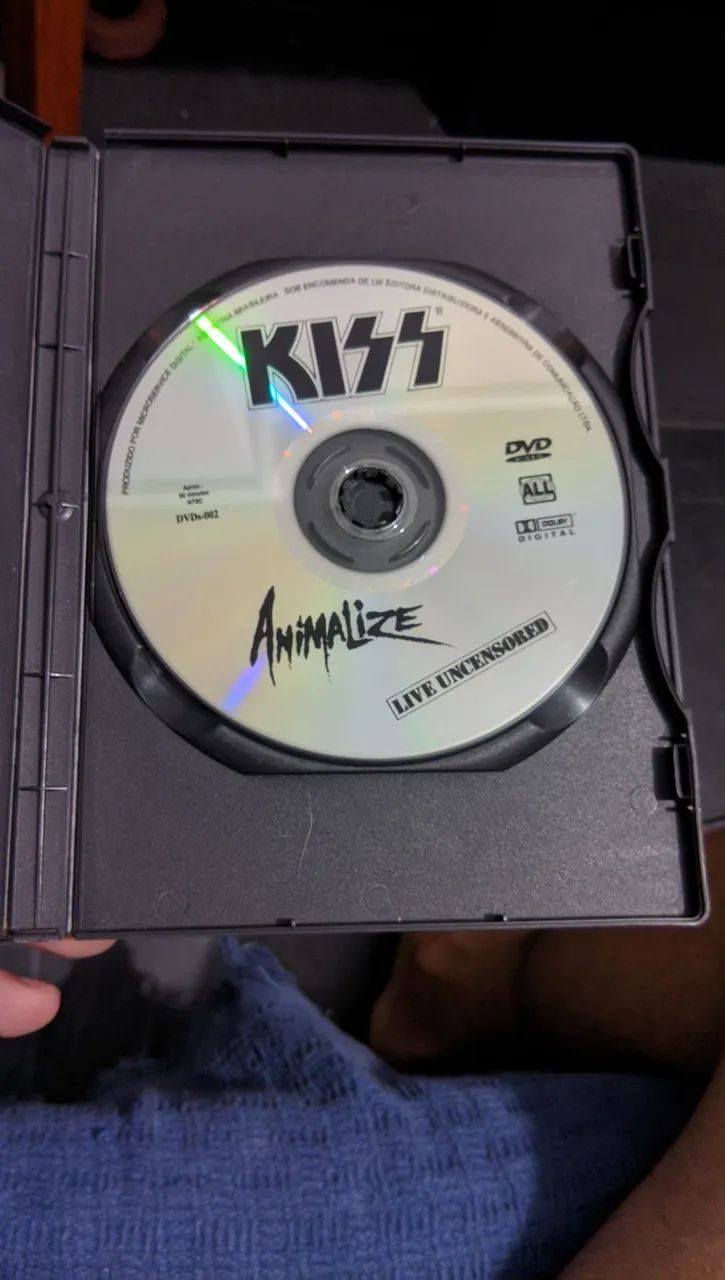 PRODUZIDO POR MICROSERVICE DIGITAL - INDÚSTRIA BRASILEIRA SOB ENCOMENDA DE LW EDITORA DISTRIBUIDORA E ASSESSORIA DE COMUNICAÇÃO LTDA.
KISS®
DVD
VIDEO
ALL
DOLBY
DIGITAL
Aprox.:
90 minutos
NTSC
DVDs-002
ANiMALiZE
LIVE UNCENSORED